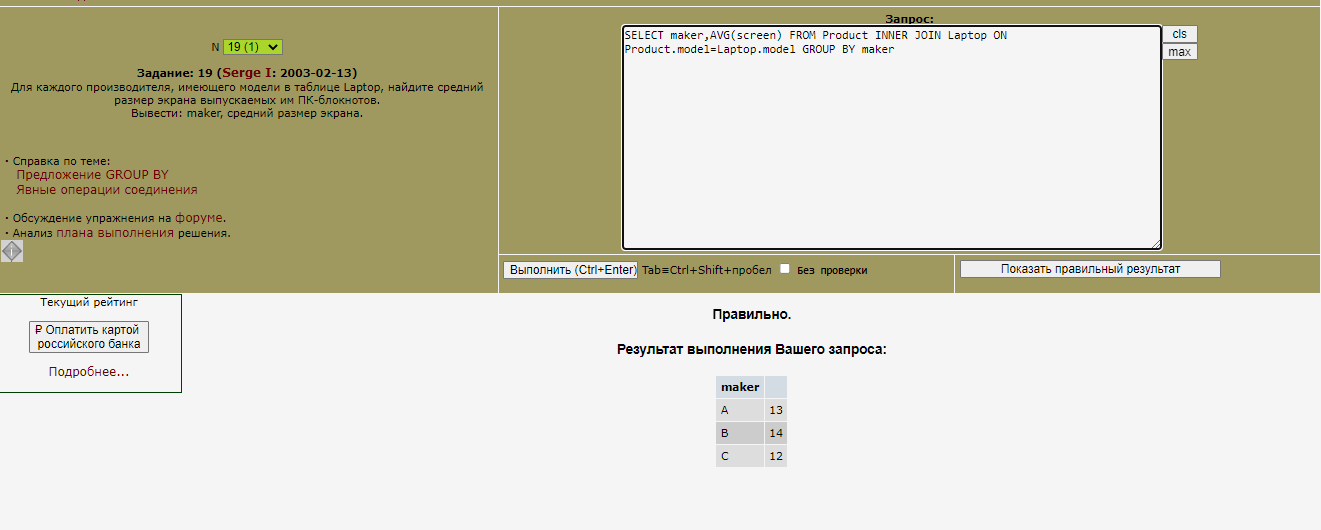 N 19 (1)
Задание: 19 (Serge I: 2003-02-13)
Для каждого производителя, имеющего модели в таблице Laptop, найдите средний
размер экрана выпускаемых им ПК-блокнотов.
Вывести: maker, средний размер экрана.
· Справка по теме:
Предложение GROUP BY
Явные операции соединения
· Обсуждение упражнения на форуме.
· Анализ плана выполнения решения.
Запрос:
SELECT maker,AVG(screen) FROM Product INNER JOIN Laptop ON
Product.model=Laptop.model GROUP BY maker
cls
max
Выполнить (Ctrl+Enter) Tab≡Ctrl+Shift+пробел Без проверки
Показать правильный результат
Текущий рейтинг
₽ Оплатить картой
российского банка
Подробнее...
Правильно.
Результат выполнения Вашего запроса:
maker
A 13
B 14
C 12